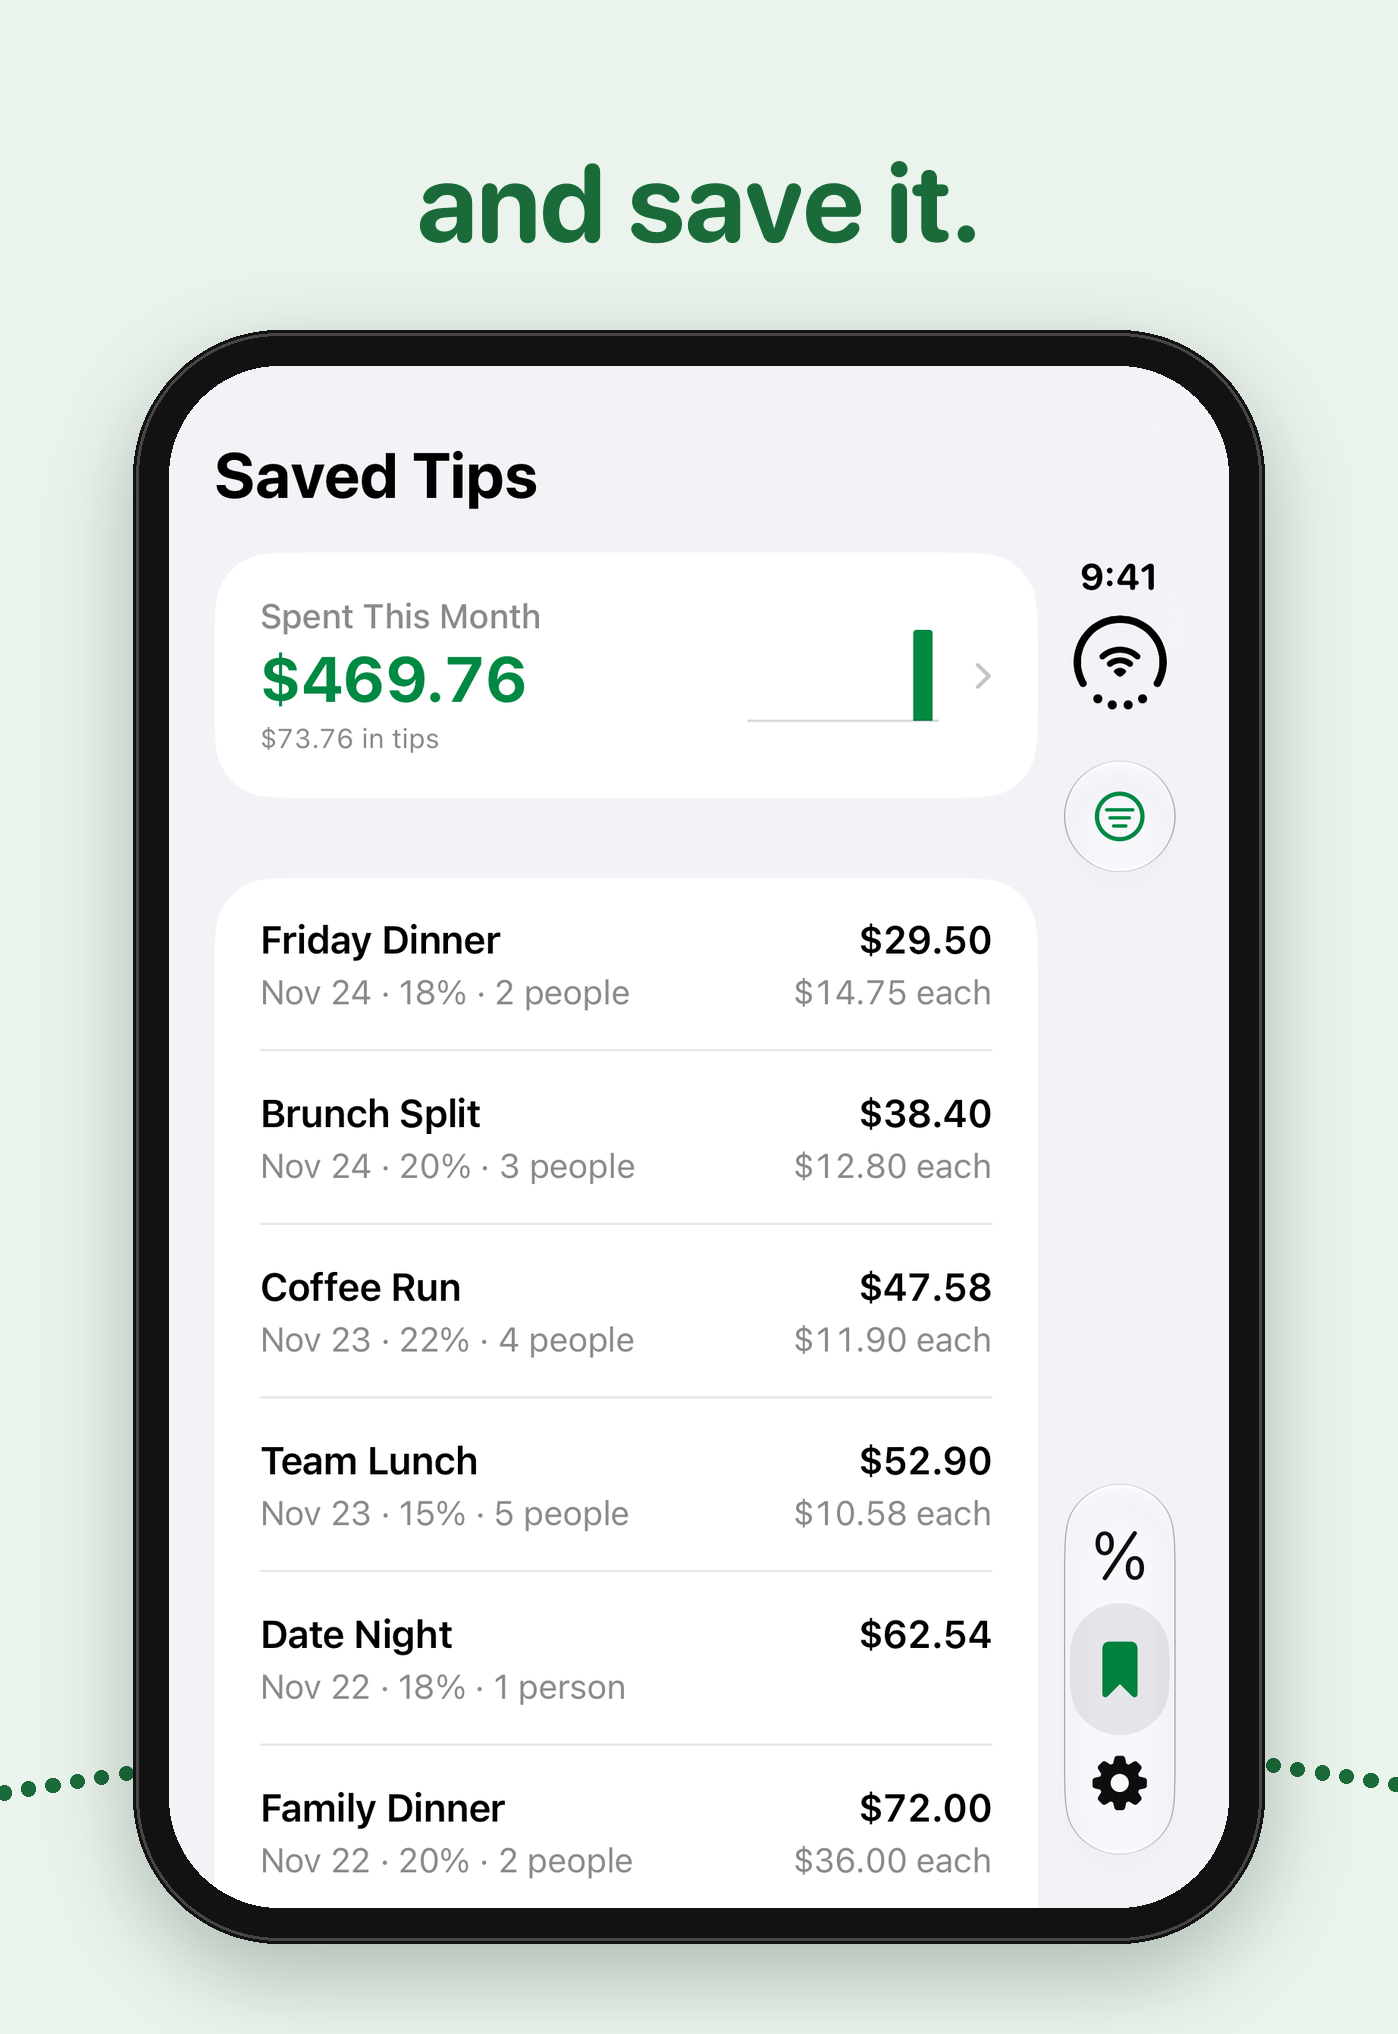 and save it.
Saved Tips
9:41
Spent This Month
$469.76
$73.76 in tips
Friday Dinner $29.50
Nov 24 · 18% · 2 people $14.75 each
Brunch Split $38.40
Nov 24 · 20% · 3 people $12.80 each
Coffee Run $47.58
Nov 23 · 22% · 4 people $11.90 each
Team Lunch $52.90
Nov 23 · 15% · 5 people $10.58 each
Date Night $62.54
Nov 22 · 18% · 1 person
Family Dinner $72.00
Nov 22 · 20% · 2 people $36.00 each
%